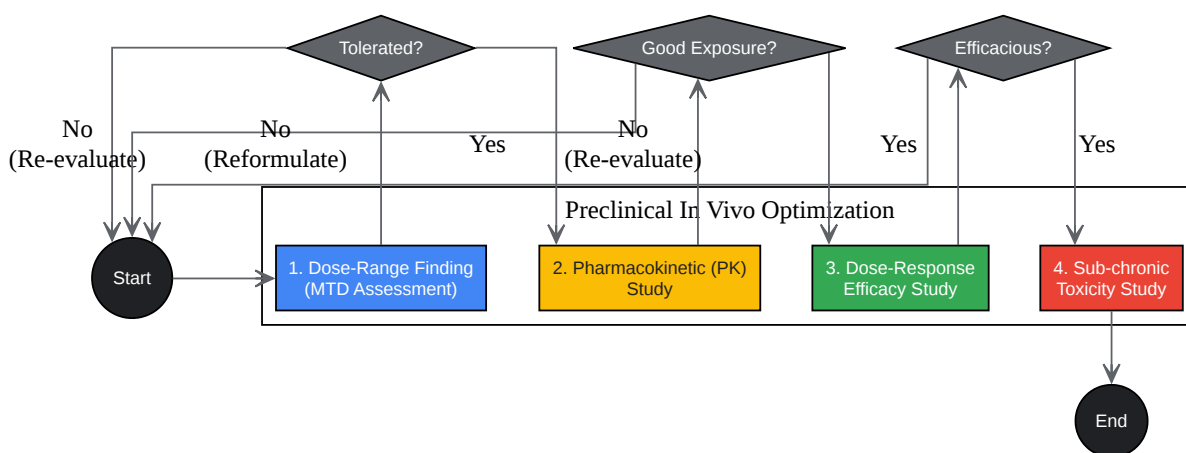 Tolerated?
Good Exposure?
Efficacious?
No
(Re-evaluate)
No
(Reformulate)
Yes
No
(Re-evaluate)
Yes
Yes
Preclinical In Vivo Optimization
Start
1. Dose-Range Finding
(MTD Assessment)
2. Pharmacokinetic (PK)
Study
3. Dose-Response
Efficacy Study
4. Sub-chronic
Toxicity Study
End